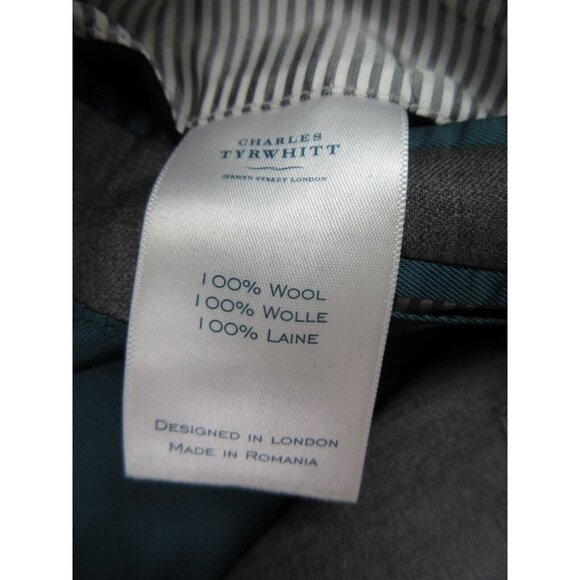 CHARLES
TYRWHITT
JERMYN STREET LONDON
100% WOOL
100% WOLLE
100% LAINE
DESIGNED IN LONDON
MADE IN ROMANIA